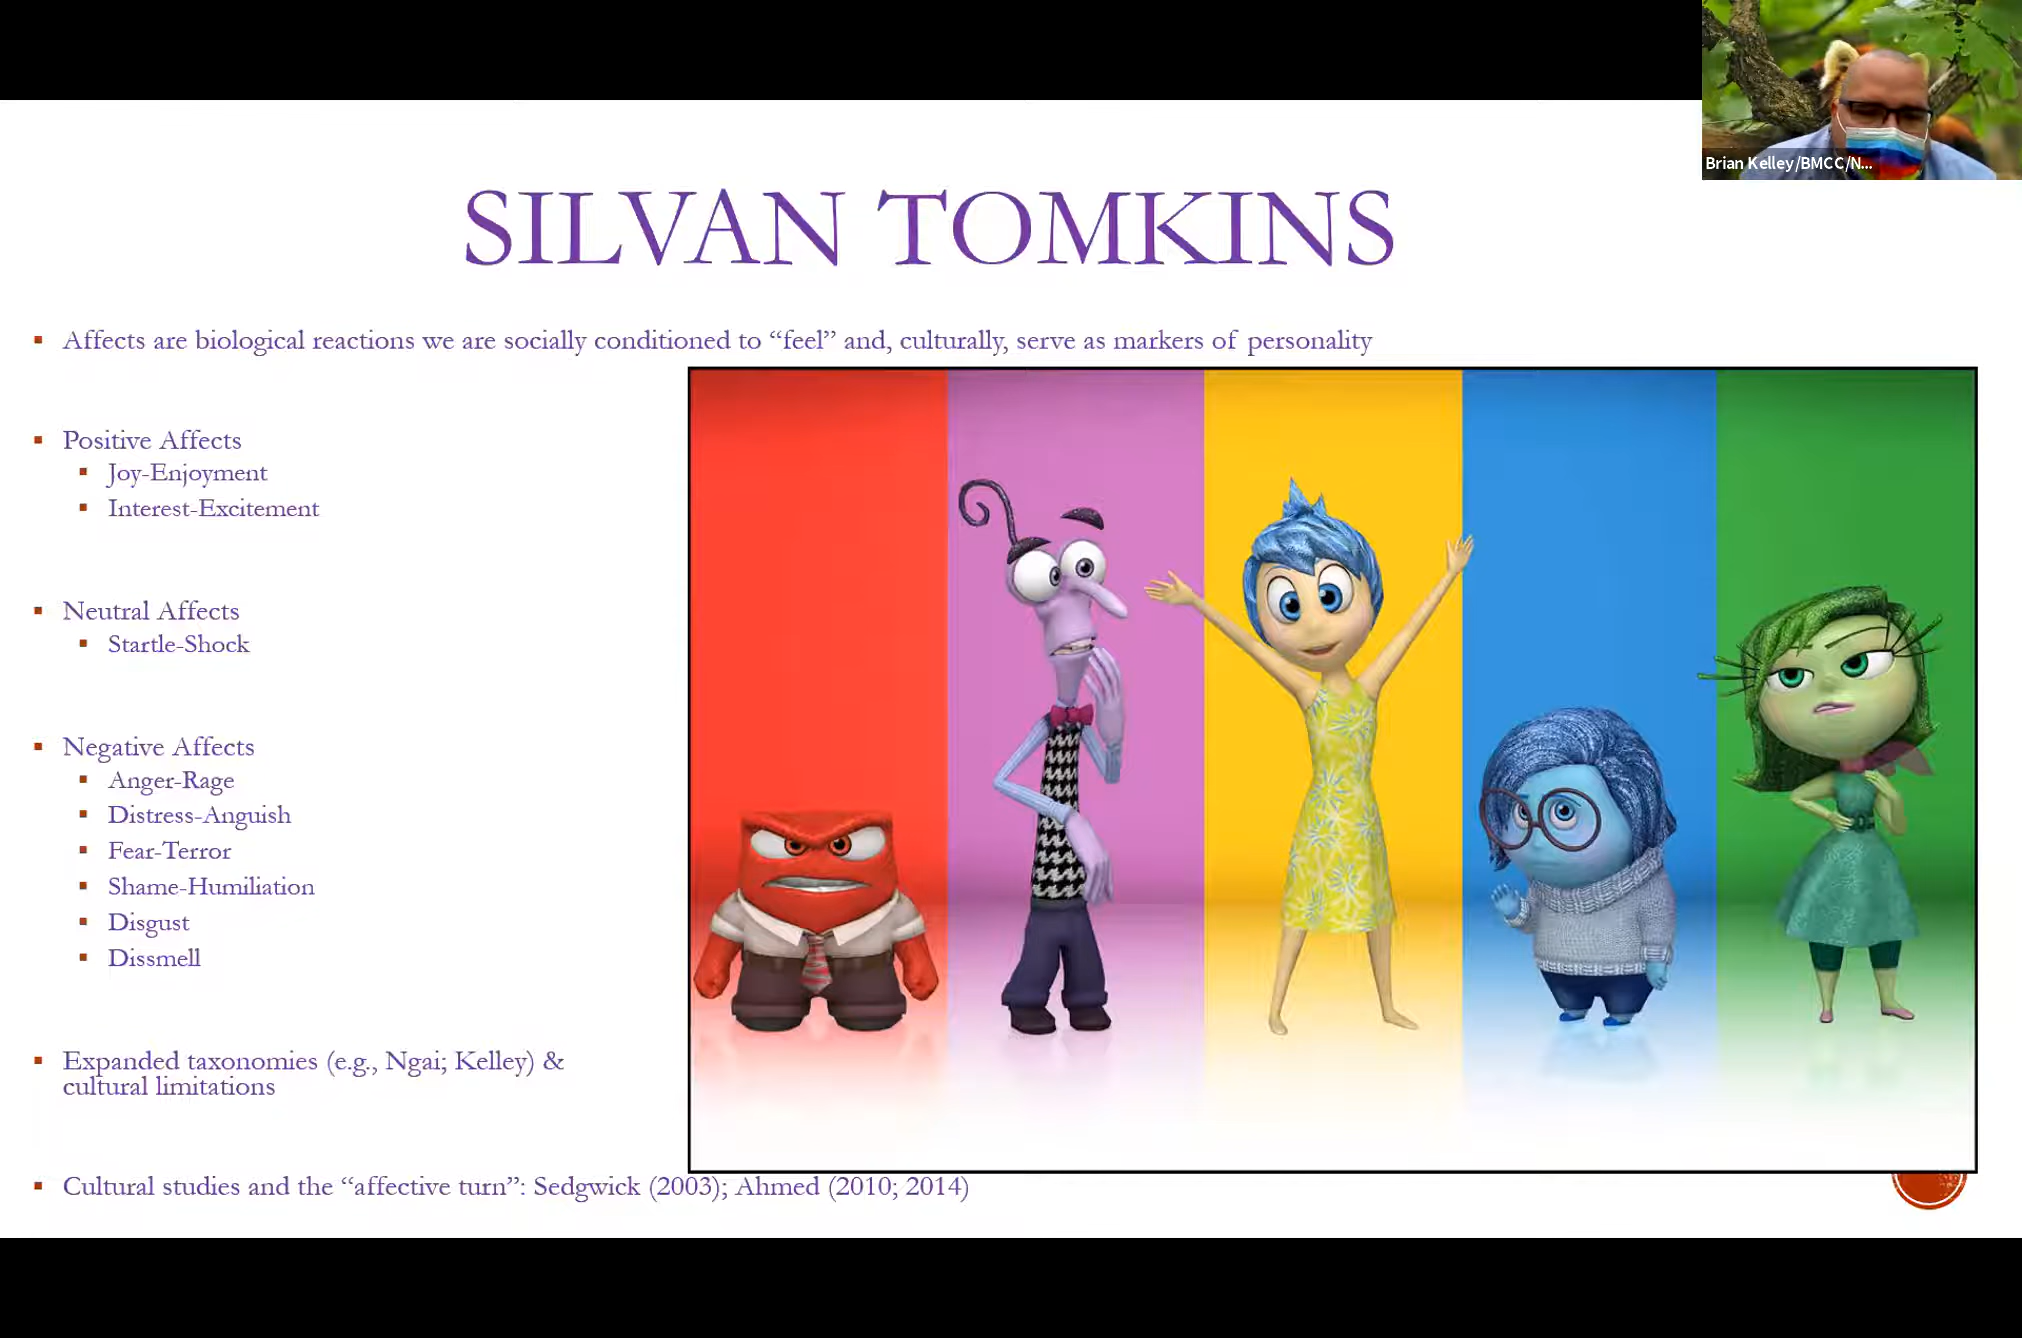 Brian Kelley/BMCC/N...
SILVAN TOMKINS
▪ Affects are biological reactions we are socially conditioned to “feel” and, culturally, serve as markers of personality
▪ Positive Affects
▪ Joy-Enjoyment
▪ Interest-Excitement
▪ Neutral Affects
▪ Startle-Shock
▪ Negative Affects
▪ Anger-Rage
▪ Distress-Anguish
▪ Fear-Terror
▪ Shame-Humiliation
▪ Disgust
▪ Dissmell
▪ Expanded taxonomies (e.g., Ngai; Kelley) &
cultural limitations
▪ Cultural studies and the “affective turn”: Sedgwick (2003); Ahmed (2010; 2014)